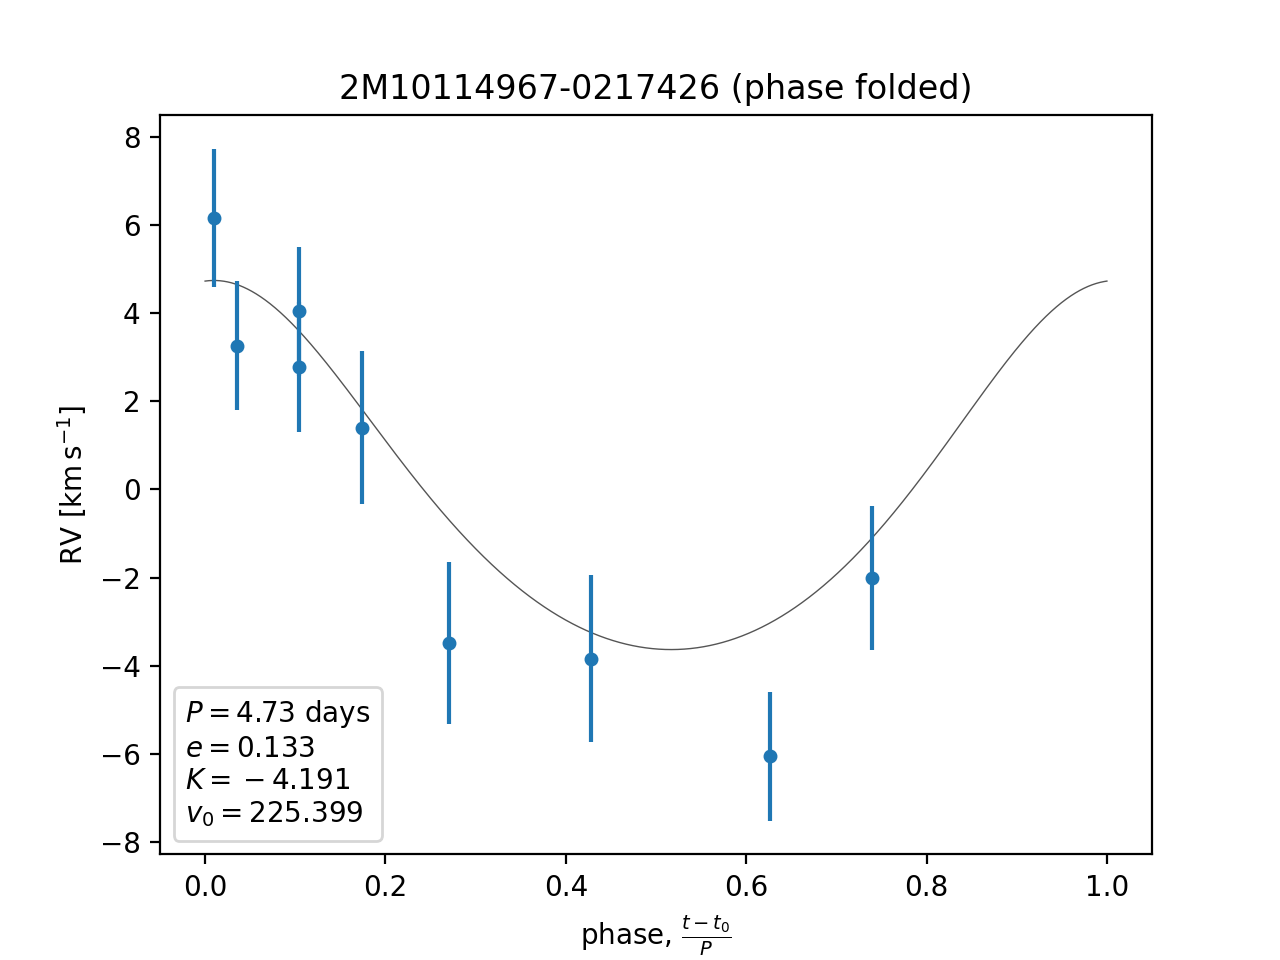 2M10114967-0217426 (phase folded)
RV [km s⁻¹]
8
6
4
2
0
−2
−4
−6
−8
P = 4.73 days
e = 0.133
K = −4.191
v₀ = 225.399
0.0 0.2 0.4 0.6 0.8 1.0
phase, (t − t₀)/P